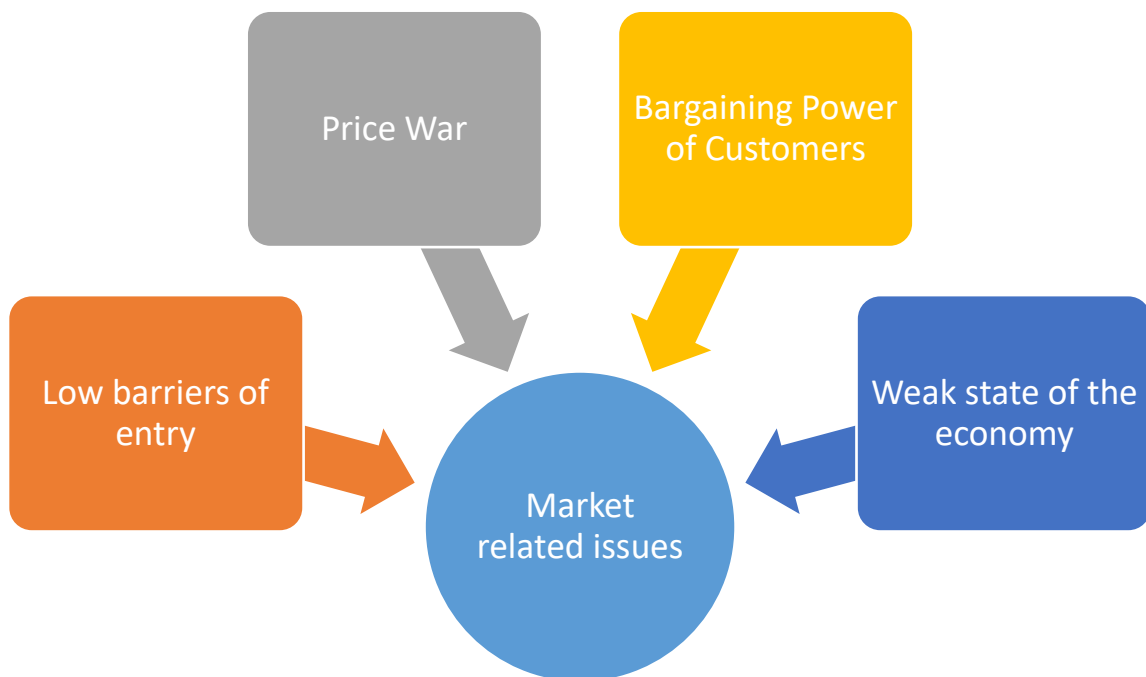 Price War
Bargaining Power
of Customers
Low barriers of
entry
Weak state of the
economy
Market
related issues